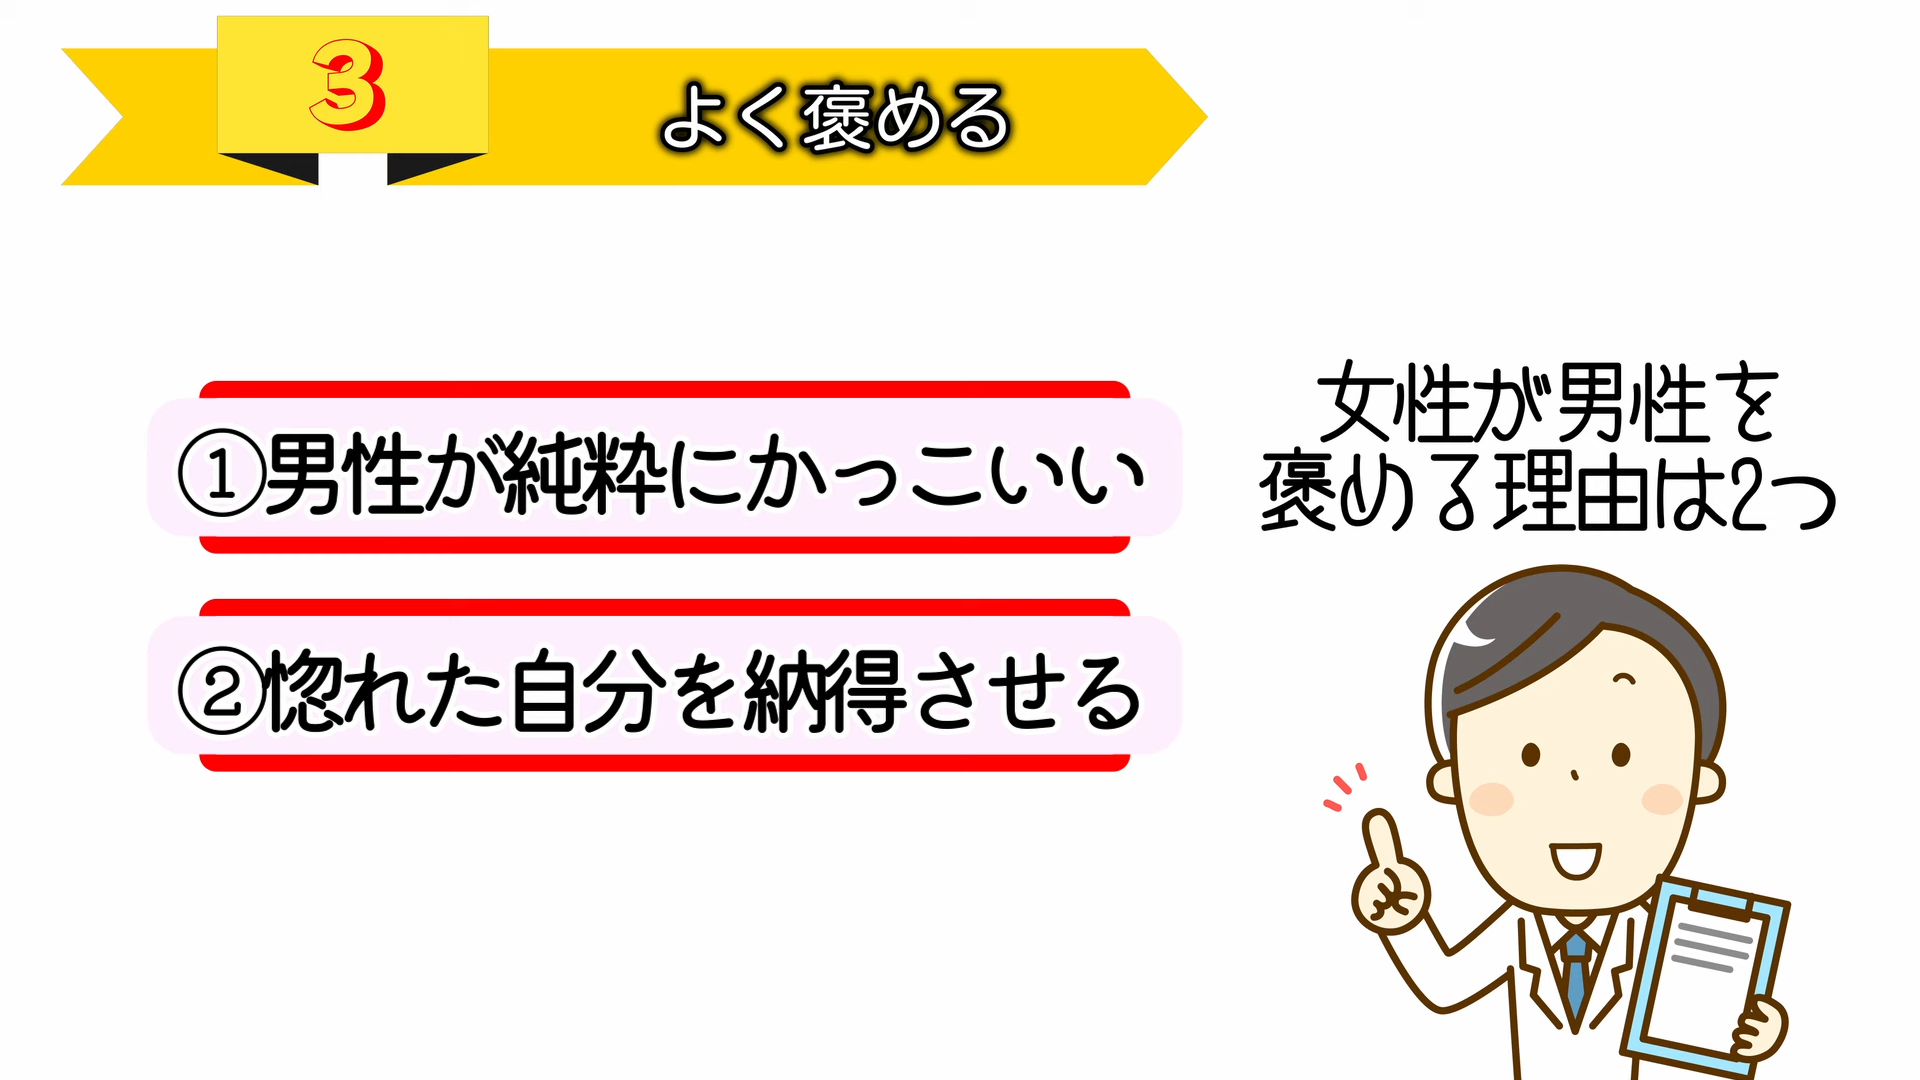 3
よく褒める
①男性が純粋にかっこいい
②惚れた自分を納得させる
女性が男性を
褒める理由は2つ